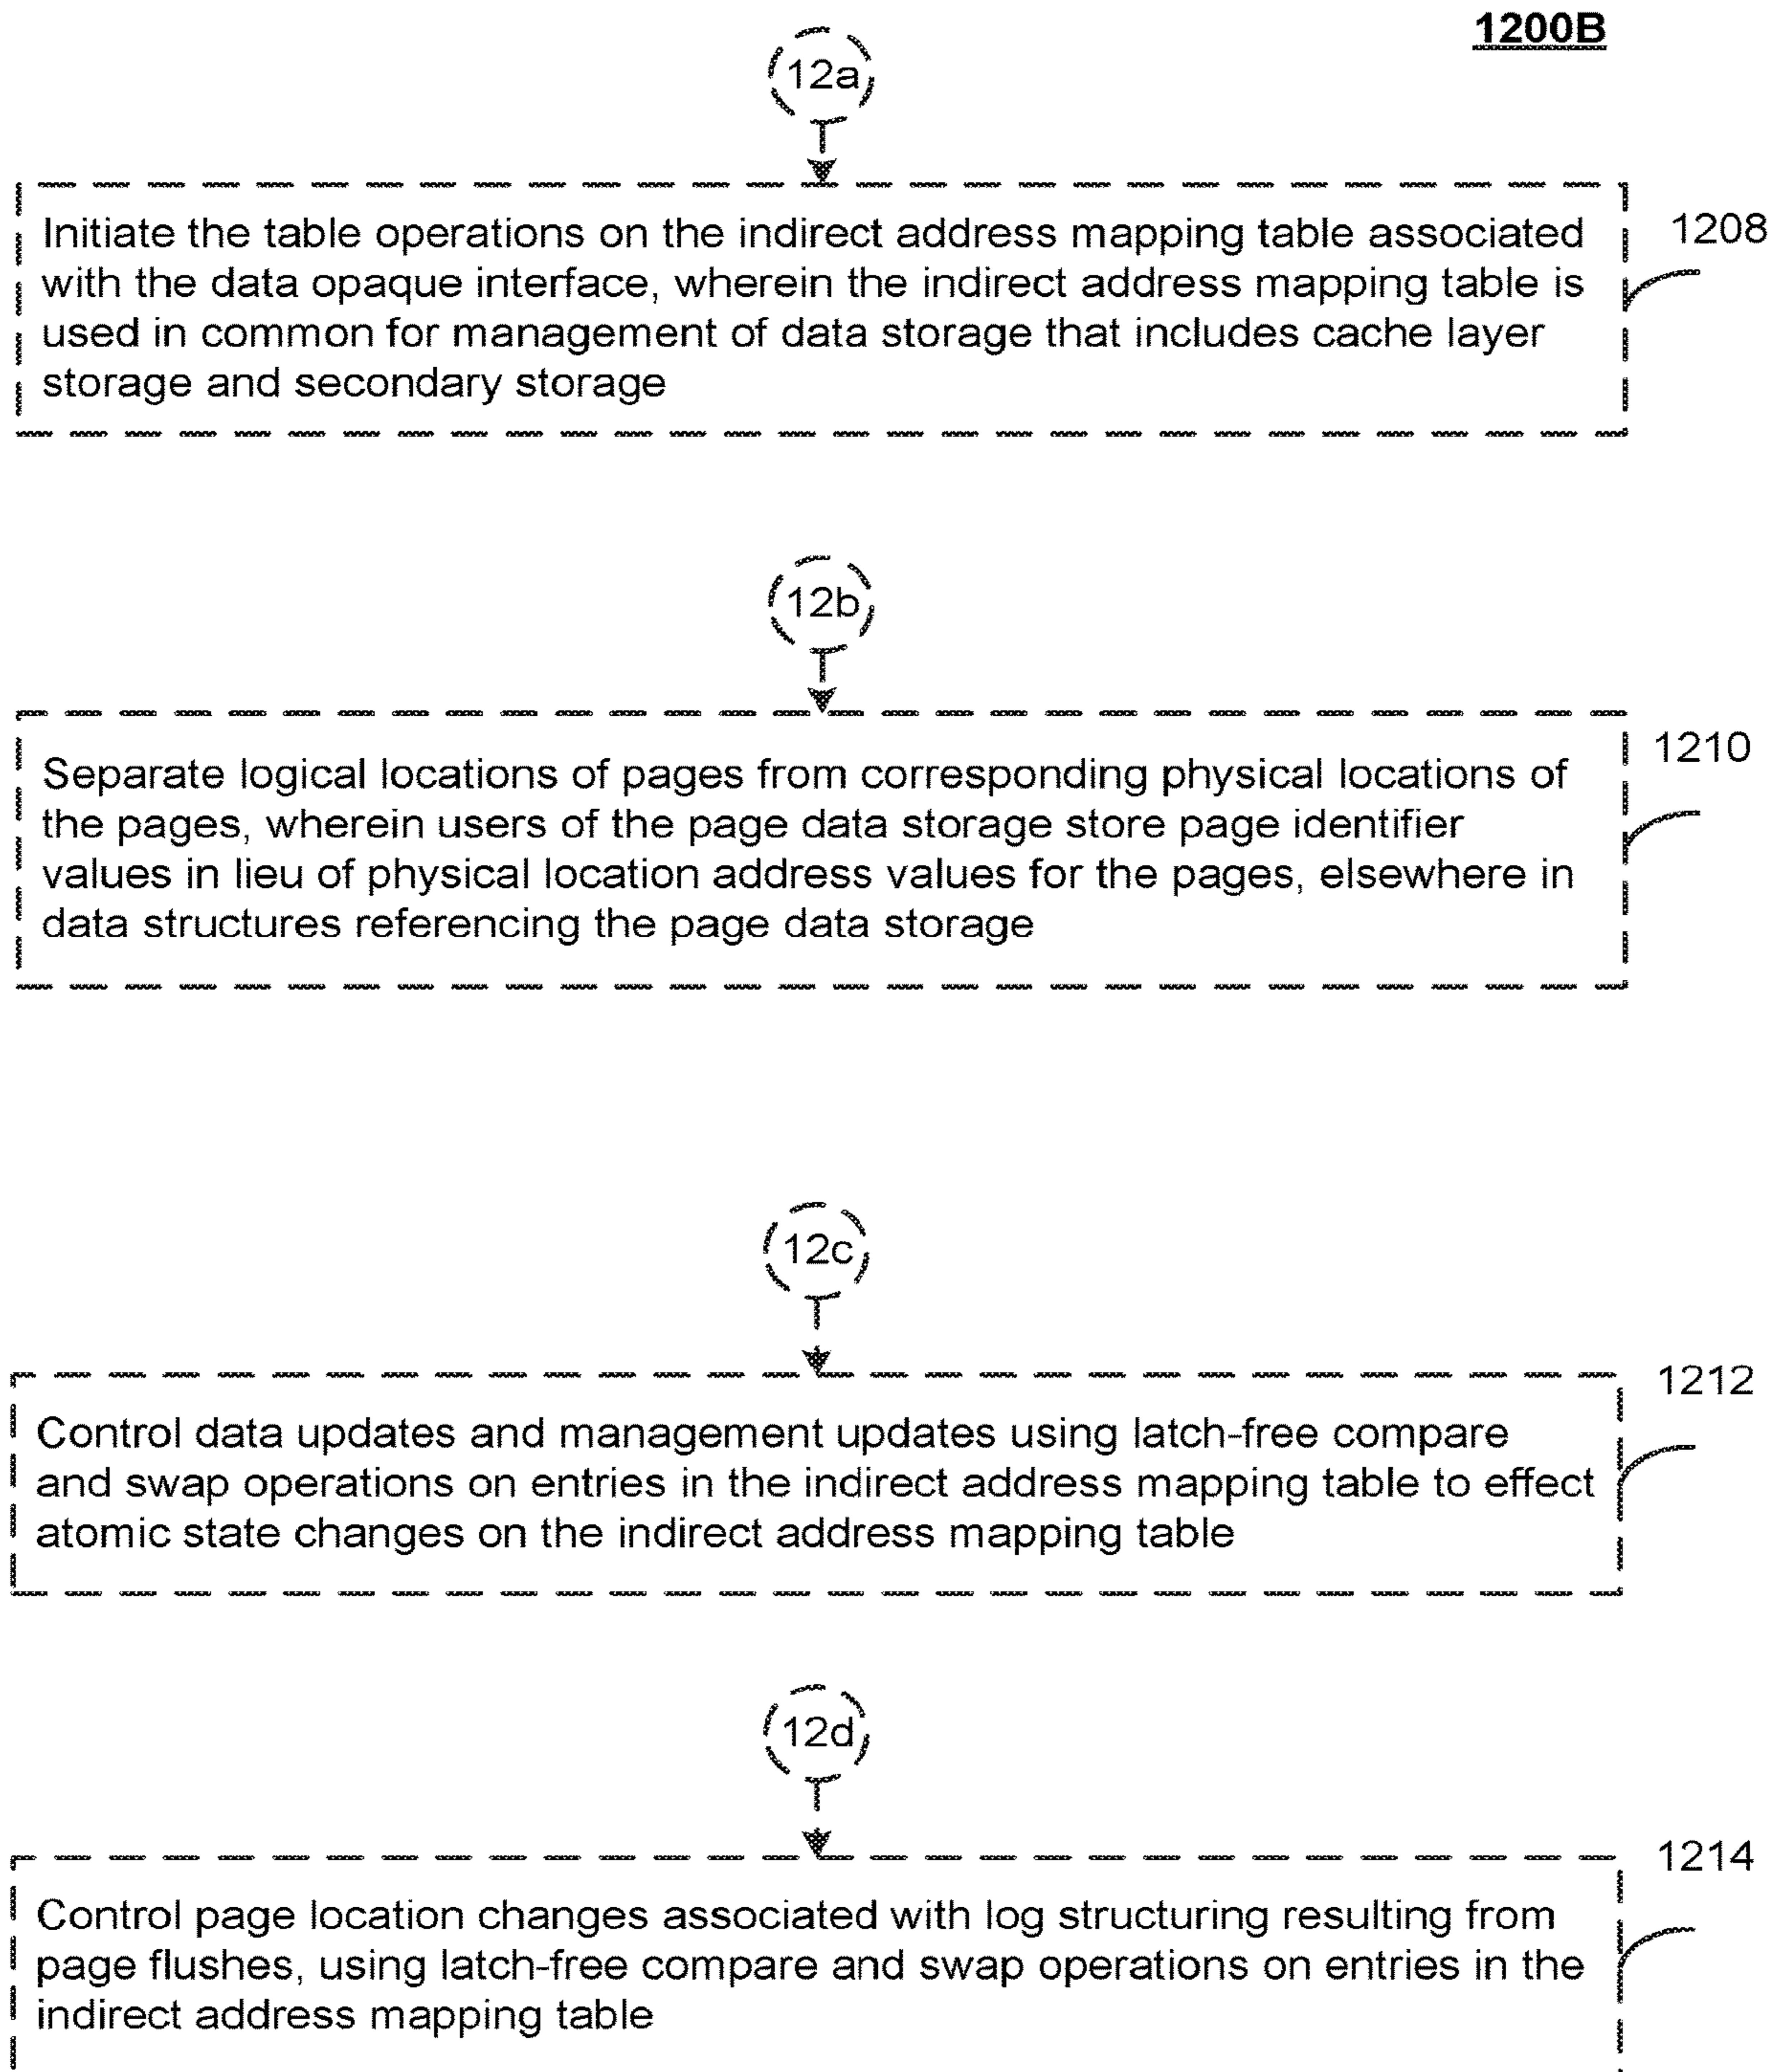 1200B
12a
Initiate the table operations on the indirect address mapping table associated
1208
with the data opaque interface, wherein the indirect address mapping table is
used in common for management of data storage that includes cache layer
storage and secondary storage
12b
Separate logical locations of pages from corresponding physical locations of
1210
the pages, wherein users of the page data storage store page identifier
values in lieu of physical location address values for the pages, elsewhere in
data structures referencing the page data storage
12c
1212
Control data updates and management updates using latch-free compare
and swap operations on entries in the indirect address mapping table to effect
atomic state changes on the indirect address mapping table
12d
1214
Control page location changes associated with log structuring resulting from
page flushes, using latch-free compare and swap operations on entries in the
indirect address mapping table